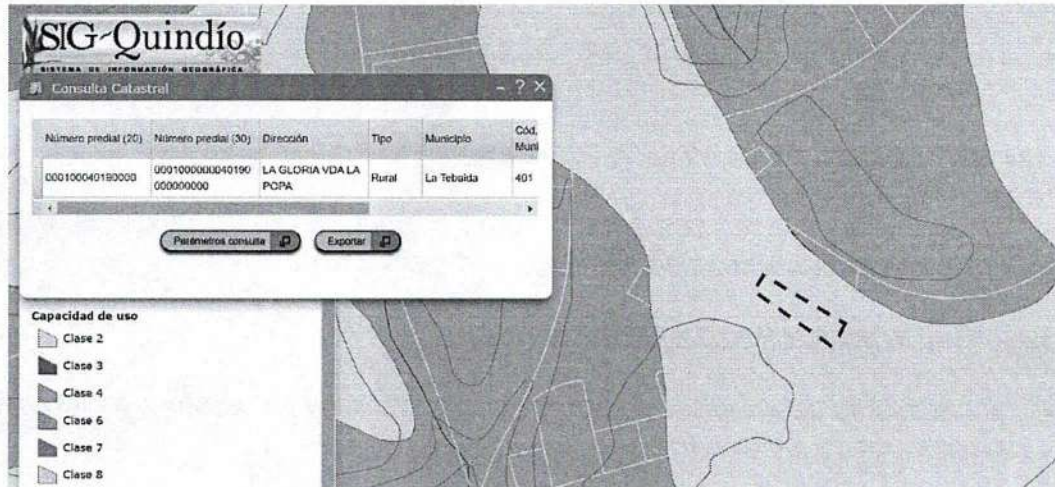 SIG-Quindío
SISTEMA DE INFORMACIÓN GEOGRÁFICA
Consulta Catastral
Número predial (20) Número predial (30) Dirección Tipo Municipio Cód. Muni
000100040190000 0001000000040190 LA GLORIA VDA LA Rural La Tebaida 401
000000000 POPA
Parámetros consulta Exportar
Capacidad de uso
Clase 2
Clase 3
Clase 4
Clase 6
Clase 7
Clase 8